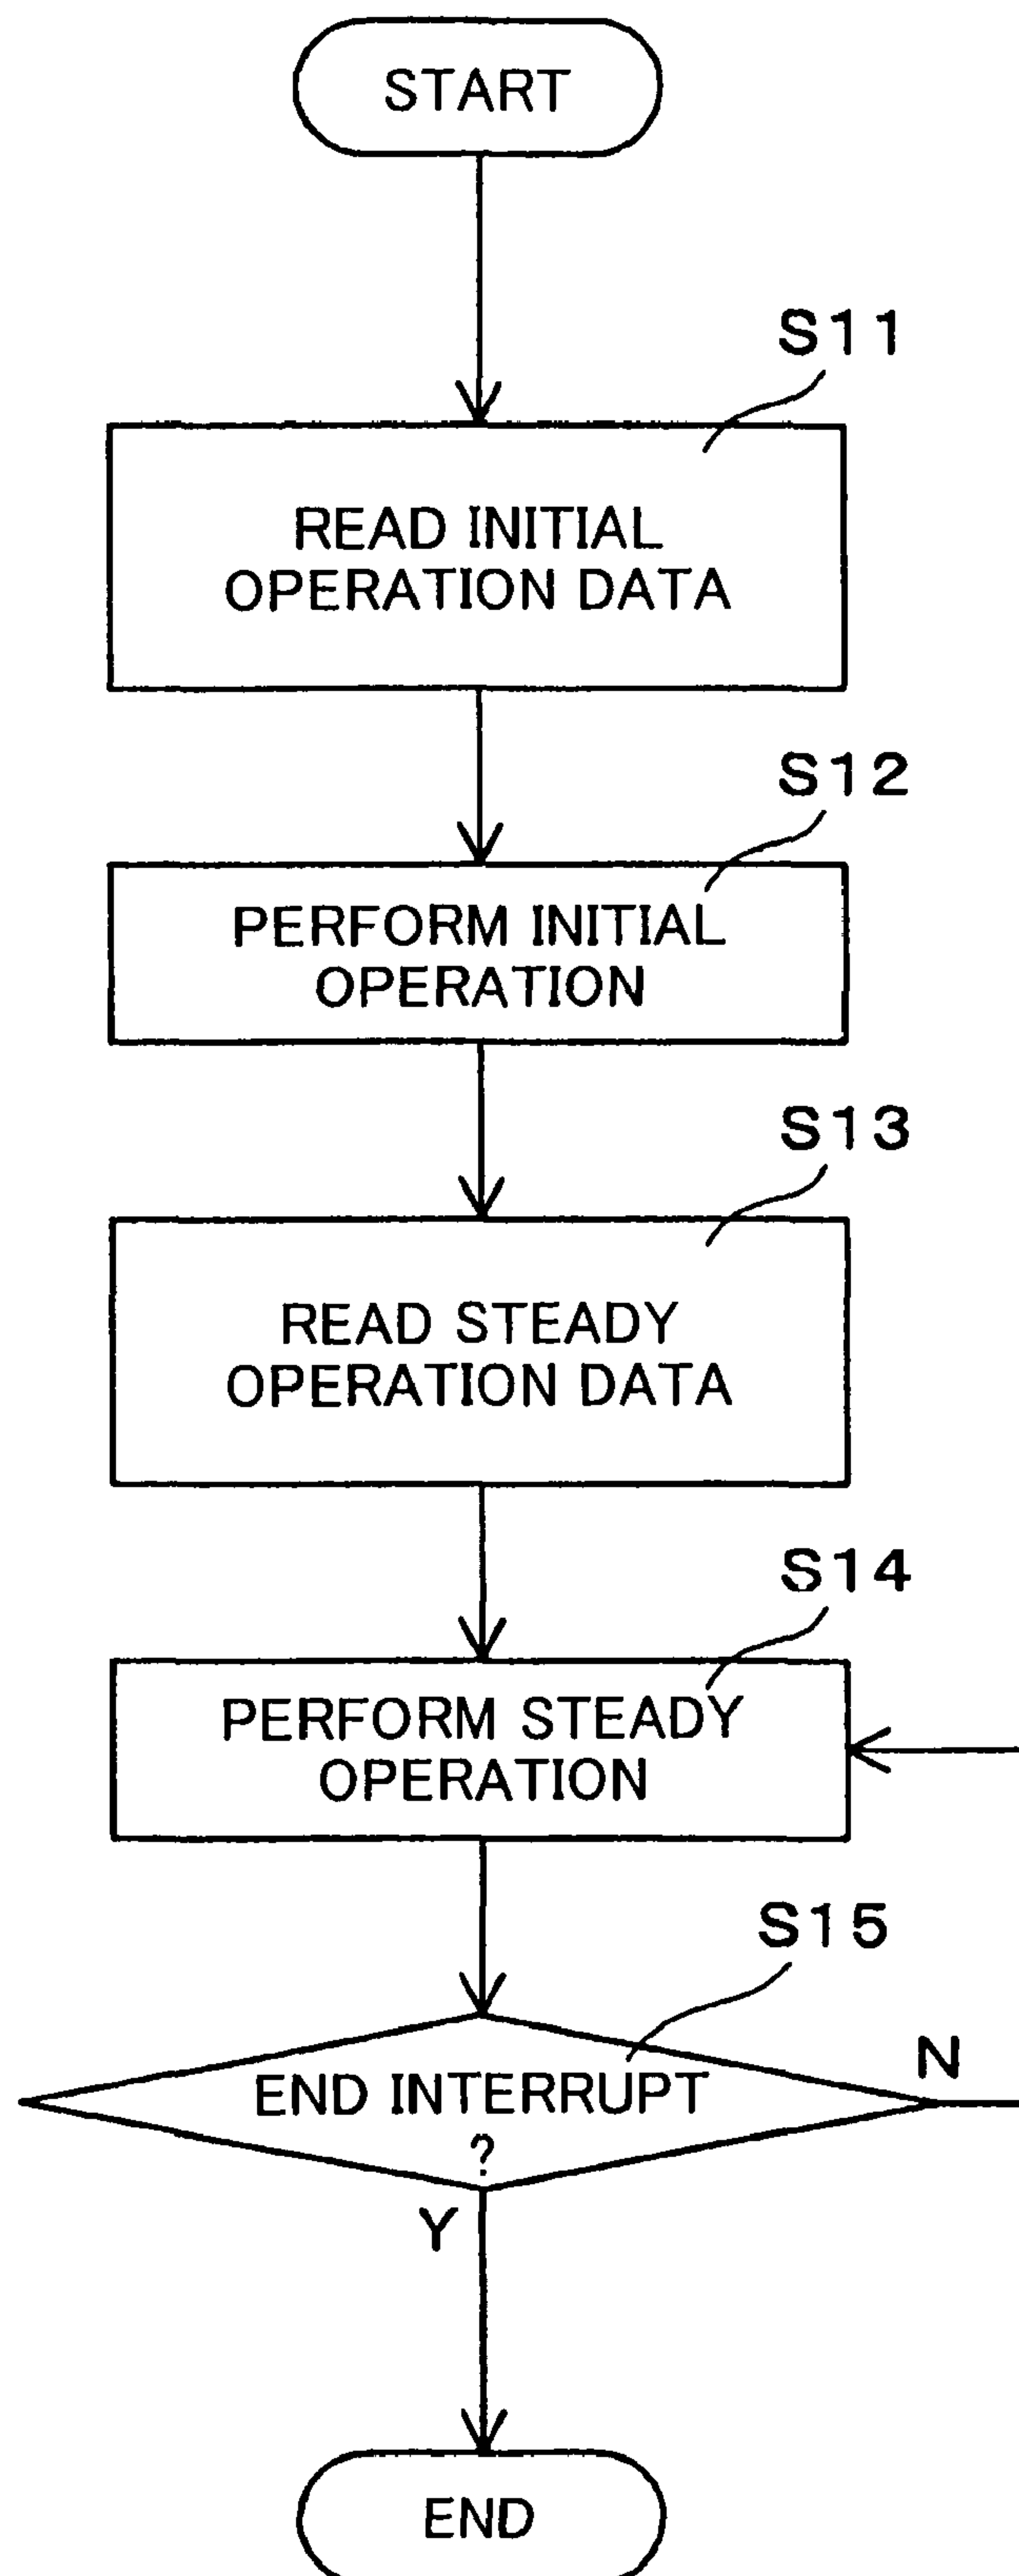 START
S11
READ INITIAL
OPERATION DATA
S12
PERFORM INITIAL
OPERATION
S13
READ STEADY
OPERATION DATA
S14
PERFORM STEADY
OPERATION
S15
END INTERRUPT
?
N
Y
END